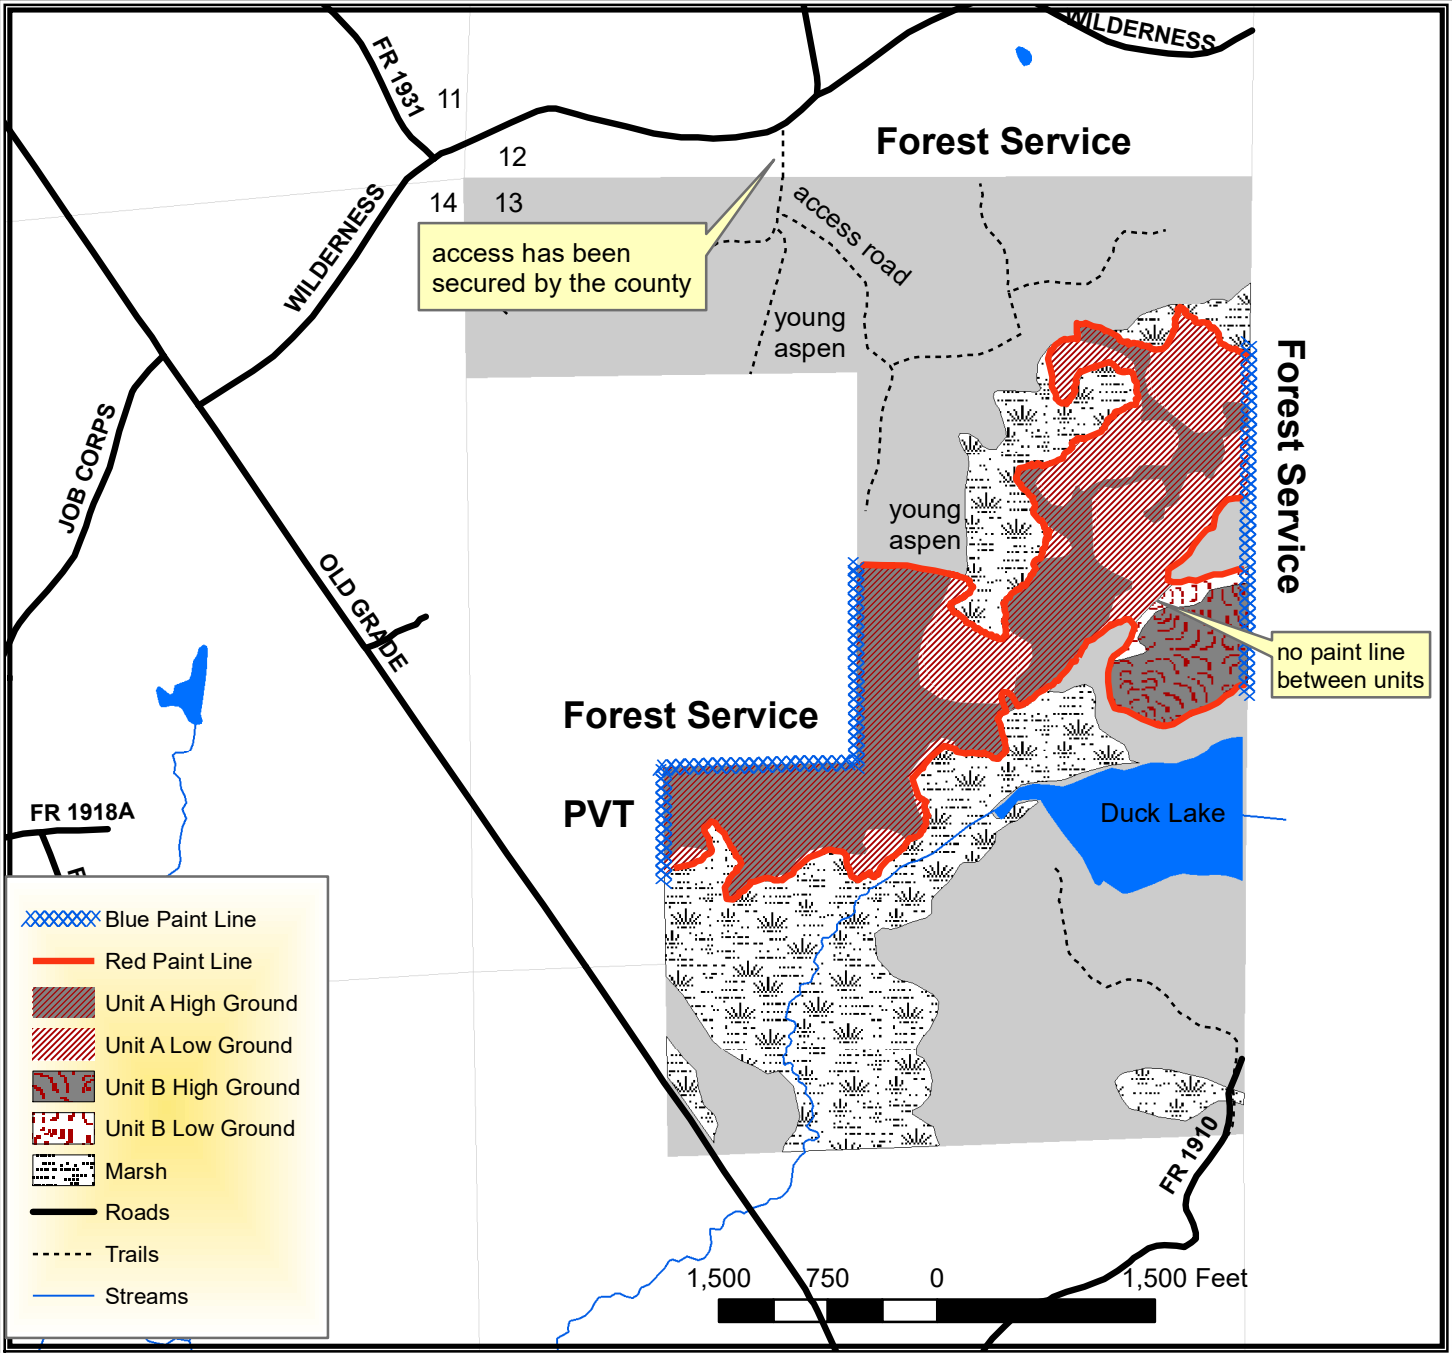 WILDERNESS
FR 1931
11
12
Forest Service
14
13
WILDERNESS
access has been
secured by the county
access road
young
aspen
Forest Service
JOB CORPS
young
aspen
OLD GRADE
no paint line
between units
Forest Service
PVT
FR 1918A
Duck Lake
Blue Paint Line
Red Paint Line
Unit A High Ground
Unit A Low Ground
Unit B High Ground
Unit B Low Ground
Marsh
Roads
Trails
Streams
FR 1910
1,500 750 0 1,500 Feet